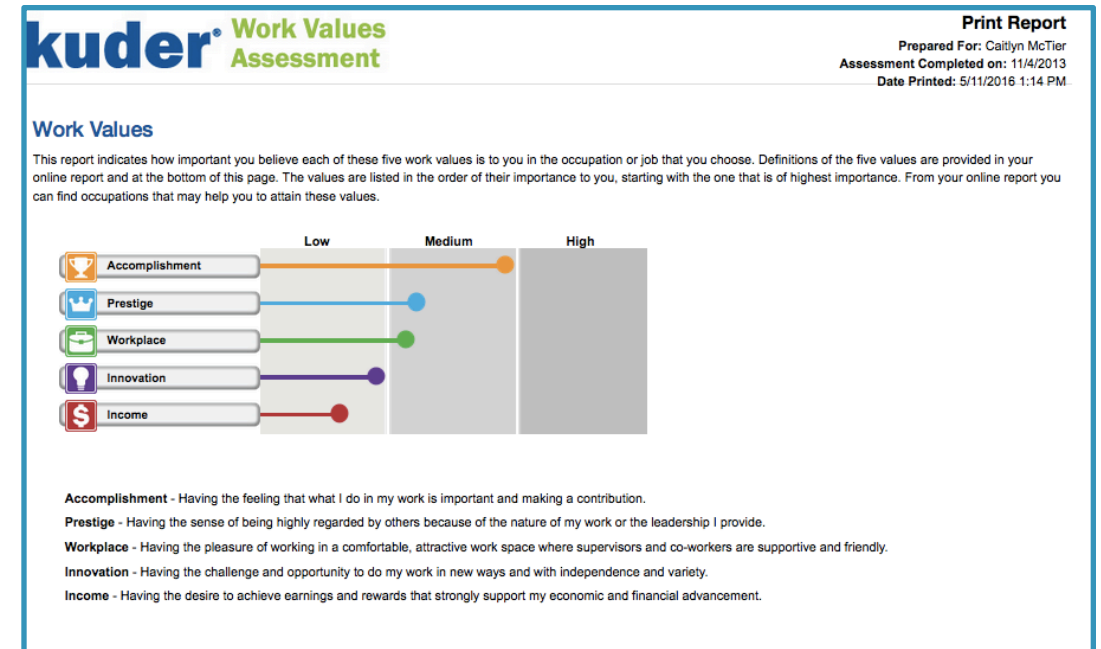 kuder® Work Values
Assessment
Print Report
Prepared For: Caitlyn McTier
Assessment Completed on: 11/4/2013
Date Printed: 5/11/2016 1:14 PM
Work Values
This report indicates how important you believe each of these five work values is to you in the occupation or job that you choose. Definitions of the five values are provided in your
online report and at the bottom of this page. The values are listed in the order of their importance to you, starting with the one that is of highest importance. From your online report you
can find occupations that may help you to attain these values.
Low Medium High
Accomplishment
Prestige
Workplace
Innovation
$ Income
Accomplishment - Having the feeling that what I do in my work is important and making a contribution.
Prestige - Having the sense of being highly regarded by others because of the nature of my work or the leadership I provide.
Workplace - Having the pleasure of working in a comfortable, attractive work space where supervisors and co-workers are supportive and friendly.
Innovation - Having the challenge and opportunity to do my work in new ways and with independence and variety.
Income - Having the desire to achieve earnings and rewards that strongly support my economic and financial advancement.